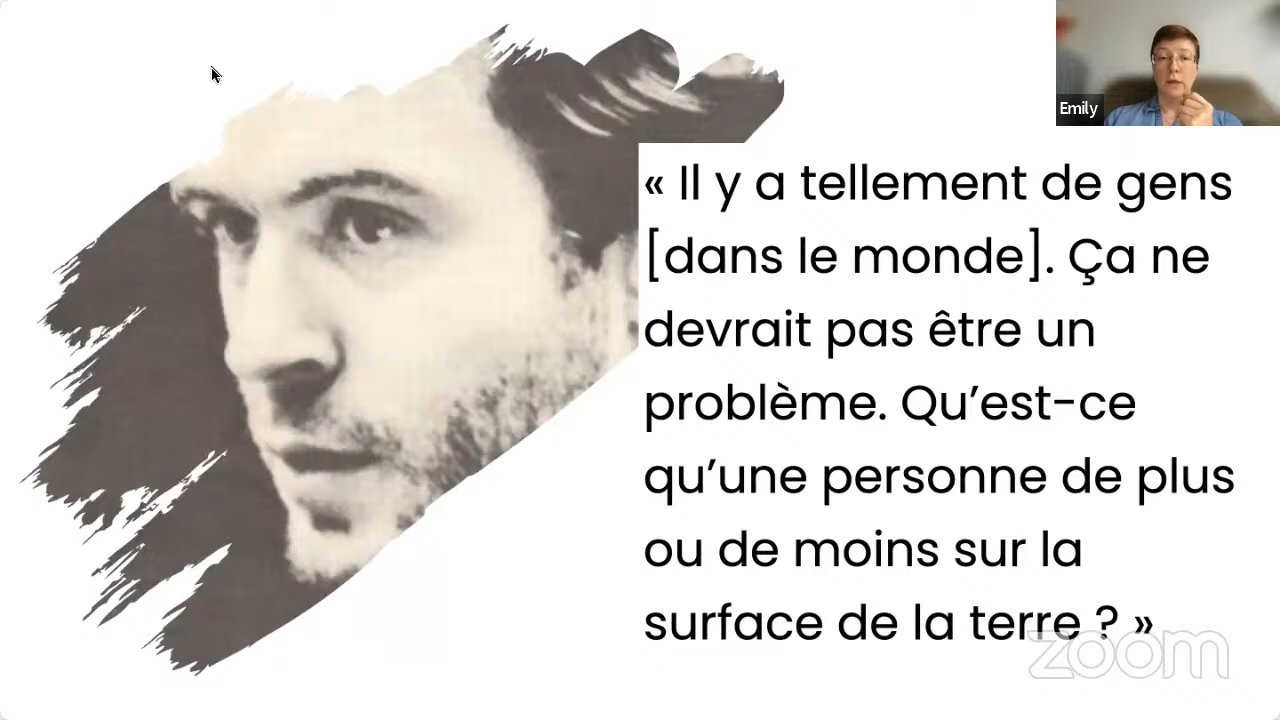 Emily
« Il y a tellement de gens
[dans le monde]. Ça ne
devrait pas être un
problème. Qu’est-ce
qu’une personne de plus
ou de moins sur la
surface de la terre ? »
zoom